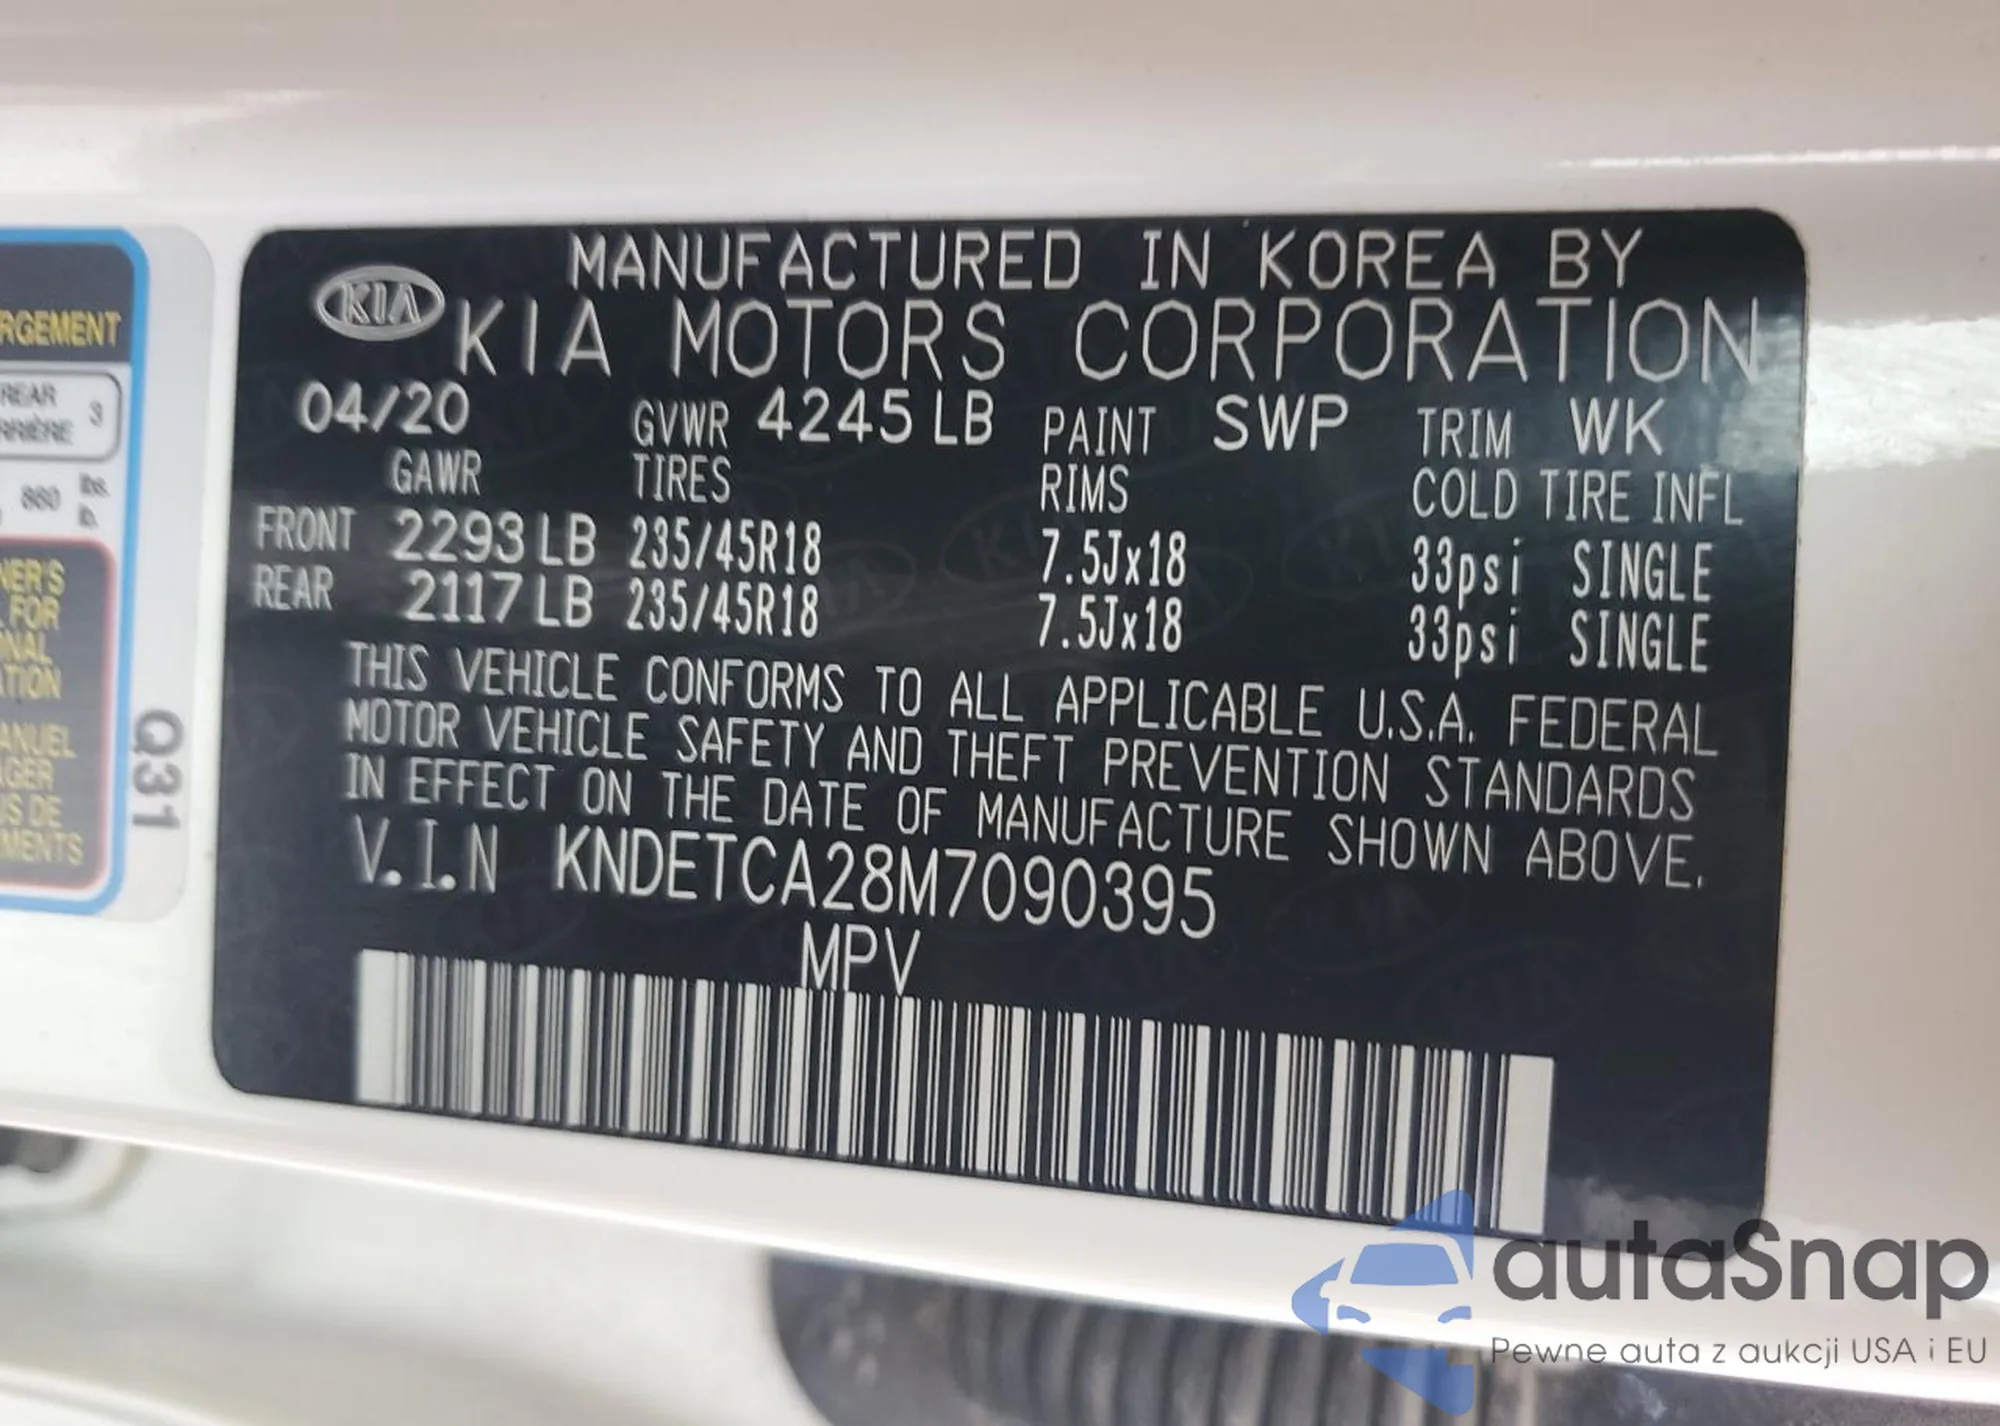 MANUFACTURED IN KOREA BY
KIA KIA MOTORS CORPORATION
04/20 GVWR 4245 LB PAINT SWP TRIM WK
GAWR TIRES RIMS COLD TIRE INFL
FRONT 2293 LB 235/45R18 7.5Jx18 33psi SINGLE
REAR 2117 LB 235/45R18 7.5Jx18 33psi SINGLE
THIS VEHICLE CONFORMS TO ALL APPLICABLE U.S.A. FEDERAL
MOTOR VEHICLE SAFETY AND THEFT PREVENTION STANDARDS
IN EFFECT ON THE DATE OF MANUFACTURE SHOWN ABOVE.
V.I.N KNDETCA28M7090395
MPV
REAR 3
860 lbs.
lb.
FOR
DE
Q31
autaSnap
Pewne auta z aukcji USA i EU